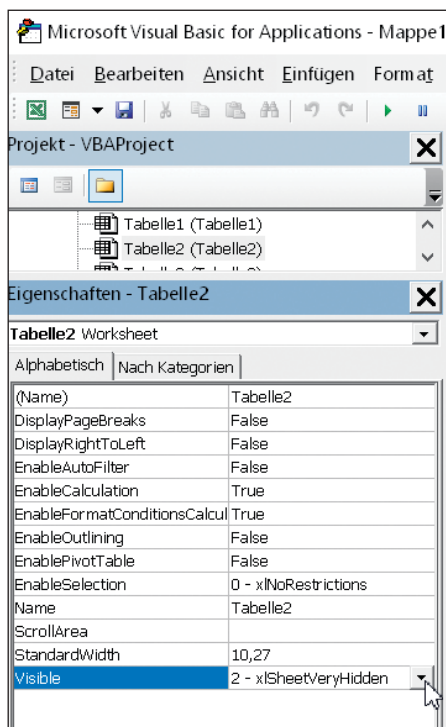 Microsoft Visual Basic for Applications - Mappe1
Datei Bearbeiten Ansicht Einfügen Format
Projekt - VBAProject
Tabelle1 (Tabelle1)
Tabelle2 (Tabelle2)
Eigenschaften - Tabelle2
Tabelle2 Worksheet
Alphabetisch Nach Kategorien
(Name) Tabelle2
DisplayPageBreaks False
DisplayRightToLeft False
EnableAutoFilter False
EnableCalculation True
EnableFormatConditionsCalcul True
EnableOutlining False
EnablePivotTable False
EnableSelection 0 - xlNoRestrictions
Name Tabelle2
ScrollArea
StandardWidth 10,27
Visible 2 - xlSheetVeryHidden